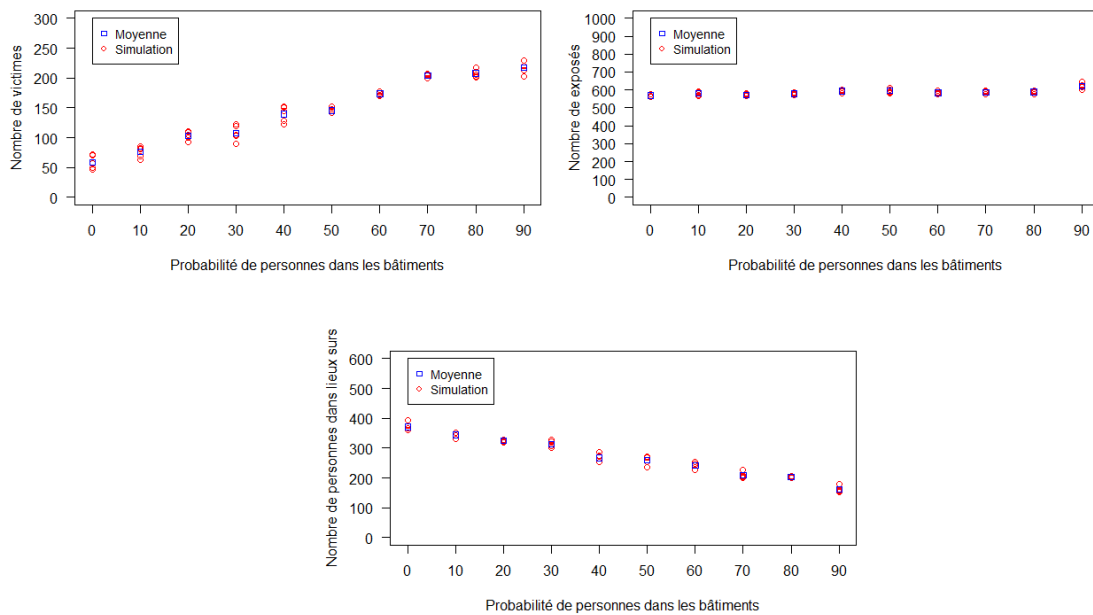 Nombre de victimes
300
250
200
150
100
50
0
Moyenne
Simulation
0 10 20 30 40 50 60 70 80 90
Probabilité de personnes dans les bâtiments
Nombre de exposés
1000
900
800
700
600
500
400
300
200
100
0
Moyenne
Simulation
0 10 20 30 40 50 60 70 80 90
Probabilité de personnes dans les bâtiments
Nombre de personnes dans lieux surs
600
500
400
300
200
100
0
Moyenne
Simulation
0 10 20 30 40 50 60 70 80 90
Probabilité de personnes dans les bâtiments